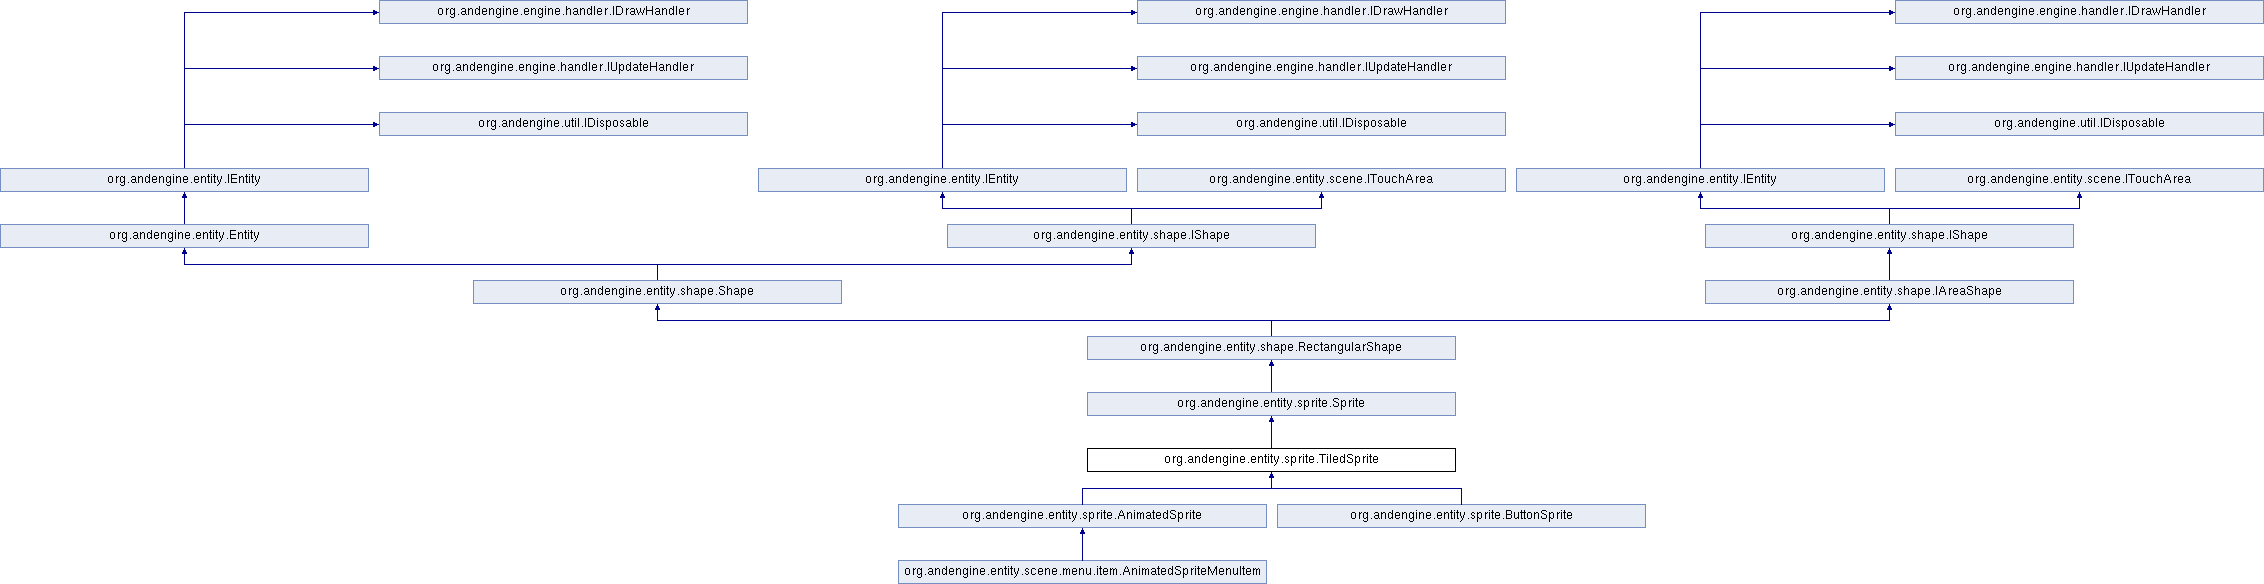 org.andengine.engine.handler.IDrawHandler
org.andengine.engine.handler.IDrawHandler
org.andengine.engine.handler.IDrawHandler
org.andengine.engine.handler.IUpdateHandler
org.andengine.engine.handler.IUpdateHandler
org.andengine.engine.handler.IUpdateHandler
org.andengine.util.IDisposable
org.andengine.util.IDisposable
org.andengine.util.IDisposable
org.andengine.entity.IEntity
org.andengine.entity.IEntity
org.andengine.entity.scene.ITouchArea
org.andengine.entity.IEntity
org.andengine.entity.scene.ITouchArea
org.andengine.entity.Entity
org.andengine.entity.shape.IShape
org.andengine.entity.shape.IShape
org.andengine.entity.shape.Shape
org.andengine.entity.shape.IAreaShape
org.andengine.entity.shape.RectangularShape
org.andengine.entity.sprite.Sprite
org.andengine.entity.sprite.TiledSprite
org.andengine.entity.sprite.AnimatedSprite
org.andengine.entity.sprite.ButtonSprite
org.andengine.entity.scene.menu.item.AnimatedSpriteMenuItem